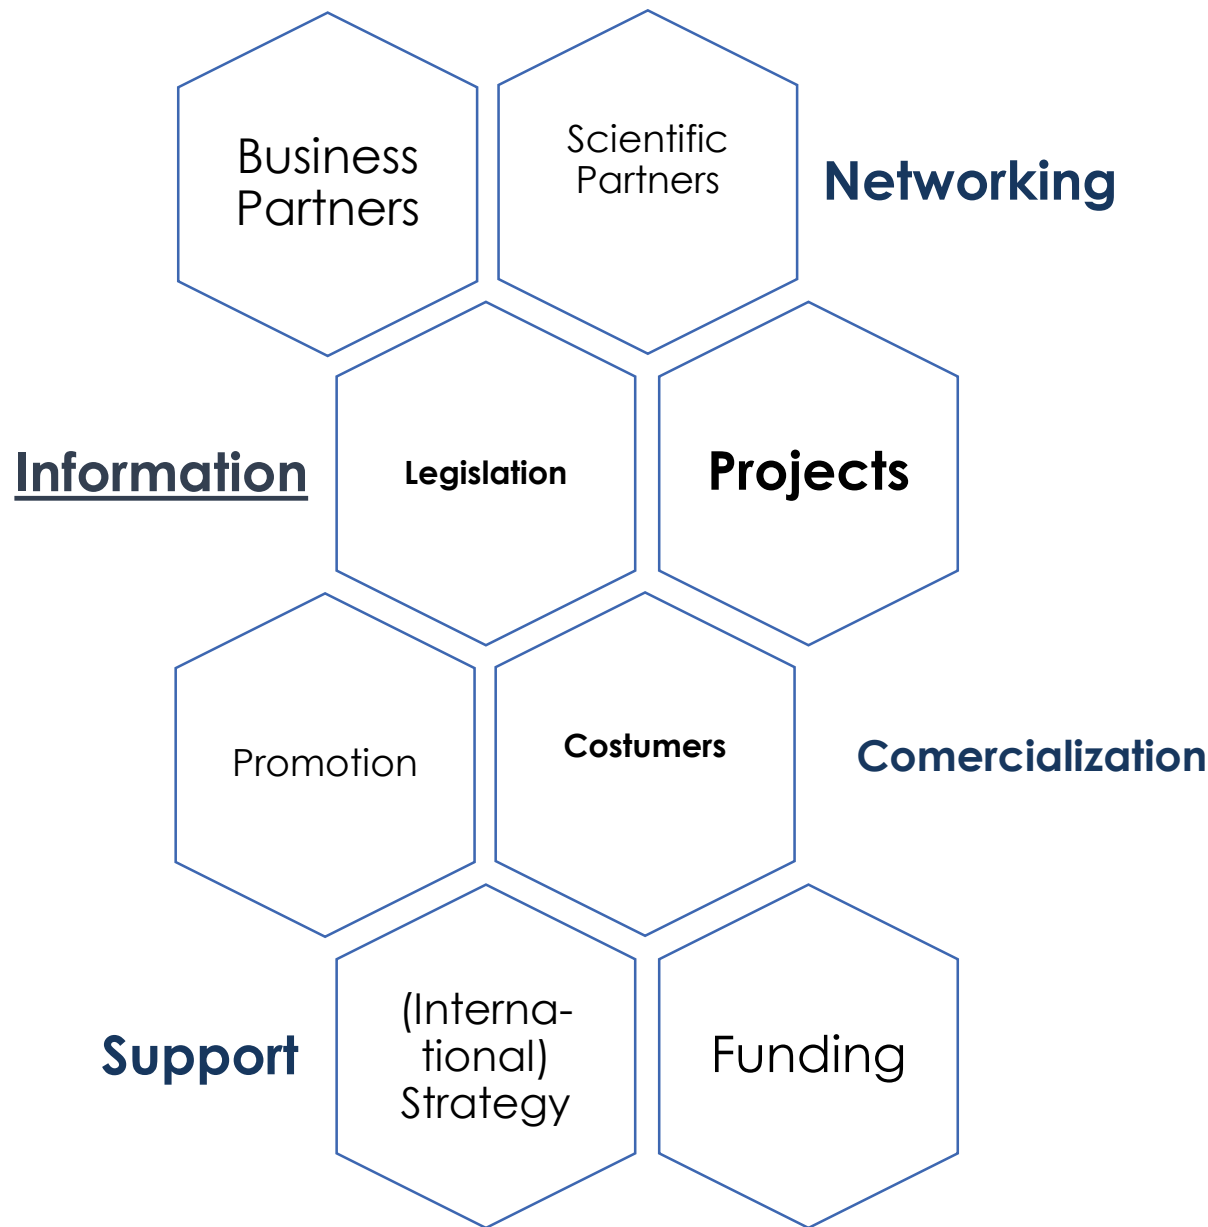 Business
Partners
Scientific
Partners
Networking
Information
Legislation
Projects
Promotion
Costumers
Comercialization
Support
(Interna-
tional)
Strategy
Funding